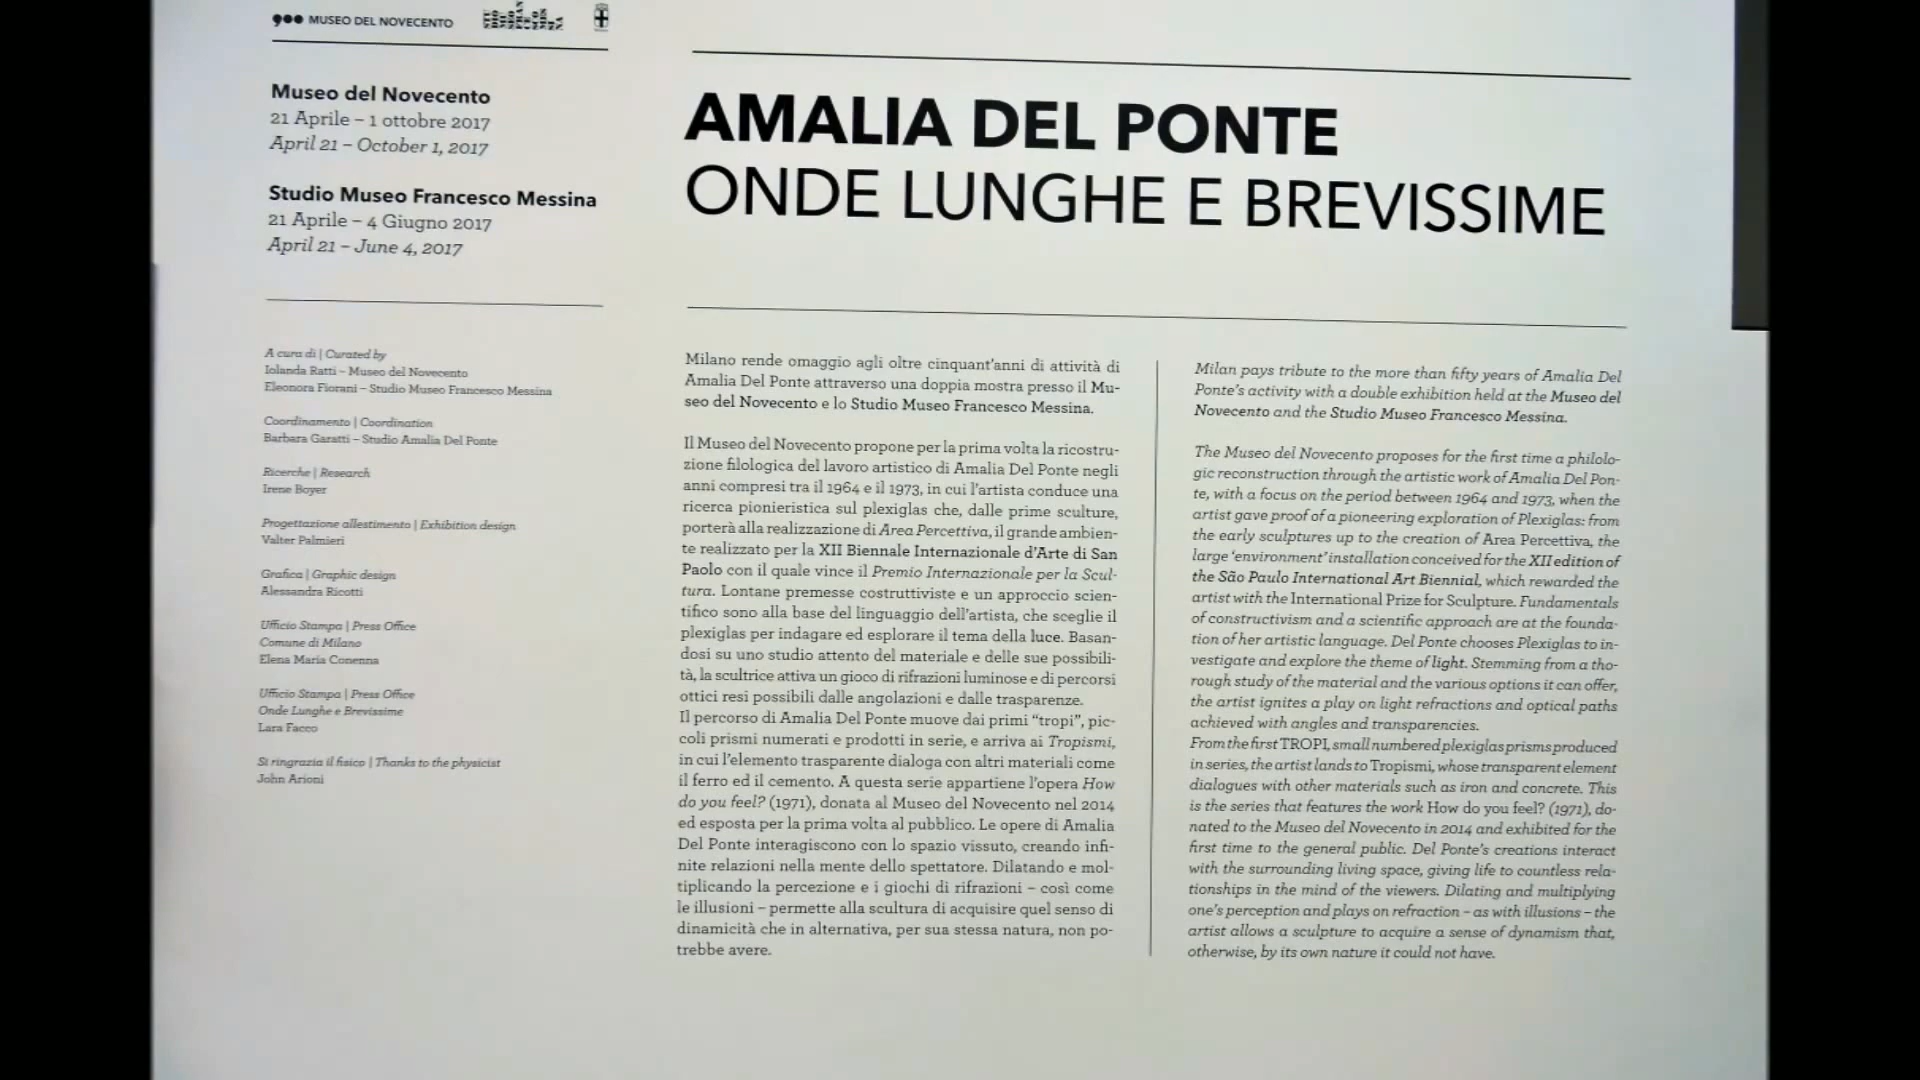 900 MUSEO DEL NOVECENTO
Museo del Novecento
21 Aprile – 1 ottobre 2017
April 21 – October 1, 2017
Studio Museo Francesco Messina
21 Aprile – 4 Giugno 2017
April 21 – June 4, 2017
A cura di | Curated by
Iolanda Ratti – Museo del Novecento
Eleonora Fiorani – Studio Museo Francesco Messina
Coordinamento | Coordination
Barbara Garatti – Studio Amalia Del Ponte
Ricerche | Research
Irene Boyer
Progettazione allestimento | Exhibition design
Valter Palmieri
Grafica | Graphic design
Alessandra Ricotti
Ufficio Stampa | Press Office
Comune di Milano
Elena Maria Conenna
Ufficio Stampa | Press Office
Onde Lunghe e Brevissime
Lara Facco
Si ringrazia il fisico | Thanks to the physicist
John Arioni
AMALIA DEL PONTE
ONDE LUNGHE E BREVISSIME
Milano rende omaggio agli oltre cinquant'anni di attività di
Amalia Del Ponte attraverso una doppia mostra presso il Mu-
seo del Novecento e lo Studio Museo Francesco Messina.
Il Museo del Novecento propone per la prima volta la ricostru-
zione filologica del lavoro artistico di Amalia Del Ponte negli
anni compresi tra il 1964 e il 1973, in cui l'artista conduce una
ricerca pionieristica sul plexiglas che, dalle prime sculture,
porterà alla realizzazione di Area Percettiva, il grande ambien-
te realizzato per la XII Biennale Internazionale d'Arte di San
Paolo con il quale vince il Premio Internazionale per la Scul-
tura. Lontane premesse costruttiviste e un approccio scien-
tifico sono alla base del linguaggio dell'artista, che sceglie il
plexiglas per indagare ed esplorare il tema della luce. Basan-
dosi su uno studio attento del materiale e delle sue possibili-
tà, la scultrice attiva un gioco di rifrazioni luminose e di percorsi
ottici resi possibili dalle angolazioni e dalle trasparenze.
Il percorso di Amalia Del Ponte muove dai primi “tropi”, pic-
coli prismi numerati e prodotti in serie, e arriva ai Tropismi,
in cui l'elemento trasparente dialoga con altri materiali come
il ferro ed il cemento. A questa serie appartiene l'opera How
do you feel? (1971), donata al Museo del Novecento nel 2014
ed esposta per la prima volta al pubblico. Le opere di Amalia
Del Ponte interagiscono con lo spazio vissuto, creando infi-
nite relazioni nella mente dello spettatore. Dilatando e mol-
tiplicando la percezione e i giochi di rifrazioni – così come
le illusioni – permette alla scultura di acquisire quel senso di
dinamicità che in alternativa, per sua stessa natura, non po-
trebbe avere.
Milan pays tribute to the more than fifty years of Amalia Del
Ponte's activity with a double exhibition held at the Museo del
Novecento and the Studio Museo Francesco Messina.
The Museo del Novecento proposes for the first time a philolo-
gic reconstruction through the artistic work of Amalia Del Pon-
te, with a focus on the period between 1964 and 1973, when the
artist gave proof of a pioneering exploration of Plexiglas: from
the early sculptures up to the creation of Area Percettiva, the
large ‘environment’ installation conceived for the XII edition of
the São Paulo International Art Biennial, which rewarded the
artist with the International Prize for Sculpture. Fundamentals
of constructivism and a scientific approach are at the founda-
tion of her artistic language. Del Ponte chooses Plexiglas to in-
vestigate and explore the theme of light. Stemming from a tho-
rough study of the material and the various options it can offer,
the artist ignites a play on light refractions and optical paths
achieved with angles and transparencies.
From the first TROPI, small numbered plexiglas prisms produced
in series, the artist lands to Tropismi, whose transparent element
dialogues with other materials such as iron and concrete. This
is the series that features the work How do you feel? (1971), do-
nated to the Museo del Novecento in 2014 and exhibited for the
first time to the general public. Del Ponte's creations interact
with the surrounding living space, giving life to countless rela-
tionships in the mind of the viewers. Dilating and multiplying
one's perception and plays on refraction – as with illusions – the
artist allows a sculpture to acquire a sense of dynamism that,
otherwise, by its own nature it could not have.